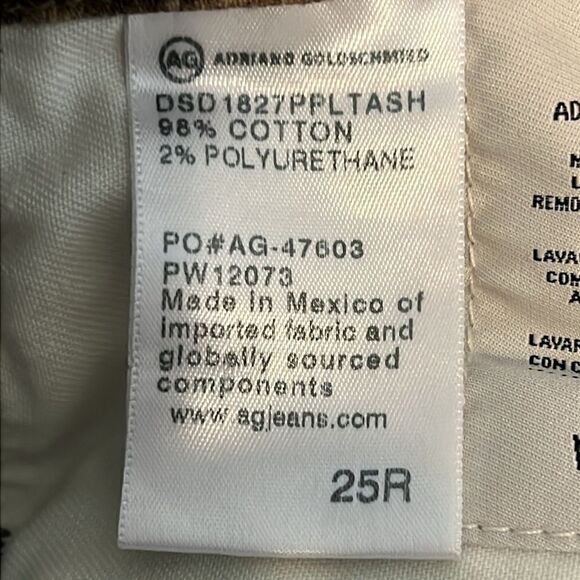 AG ADRIANO GOLDSCHMIED
DSD1827PPLTASH
98% COTTON
2% POLYURETHANE
PO#AG-47603
PW12073
Made in Mexico of
imported fabric and
globally sourced
components
www.agjeans.com
25R
AD
REMO
LAVA
COM
A
LAVAR
CON C